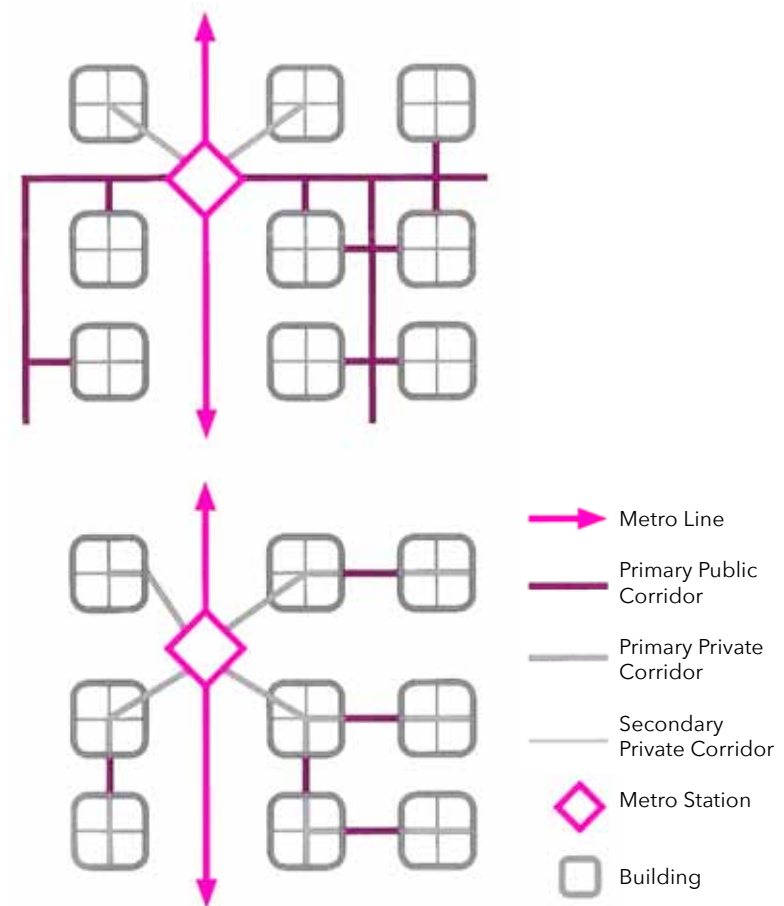 Metro Line
Primary Public
Corridor
Primary Private
Corridor
Secondary
Private Corridor
Metro Station
Building